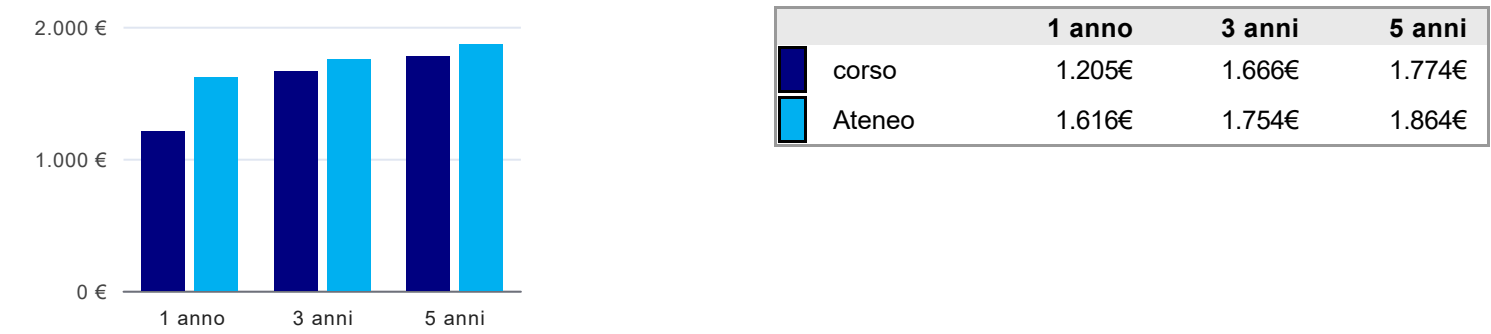 2.000 €
1.000 €
0 €
1 anno 3 anni 5 anni
1 anno 3 anni 5 anni
corso 1.205€ 1.666€ 1.774€
Ateneo 1.616€ 1.754€ 1.864€